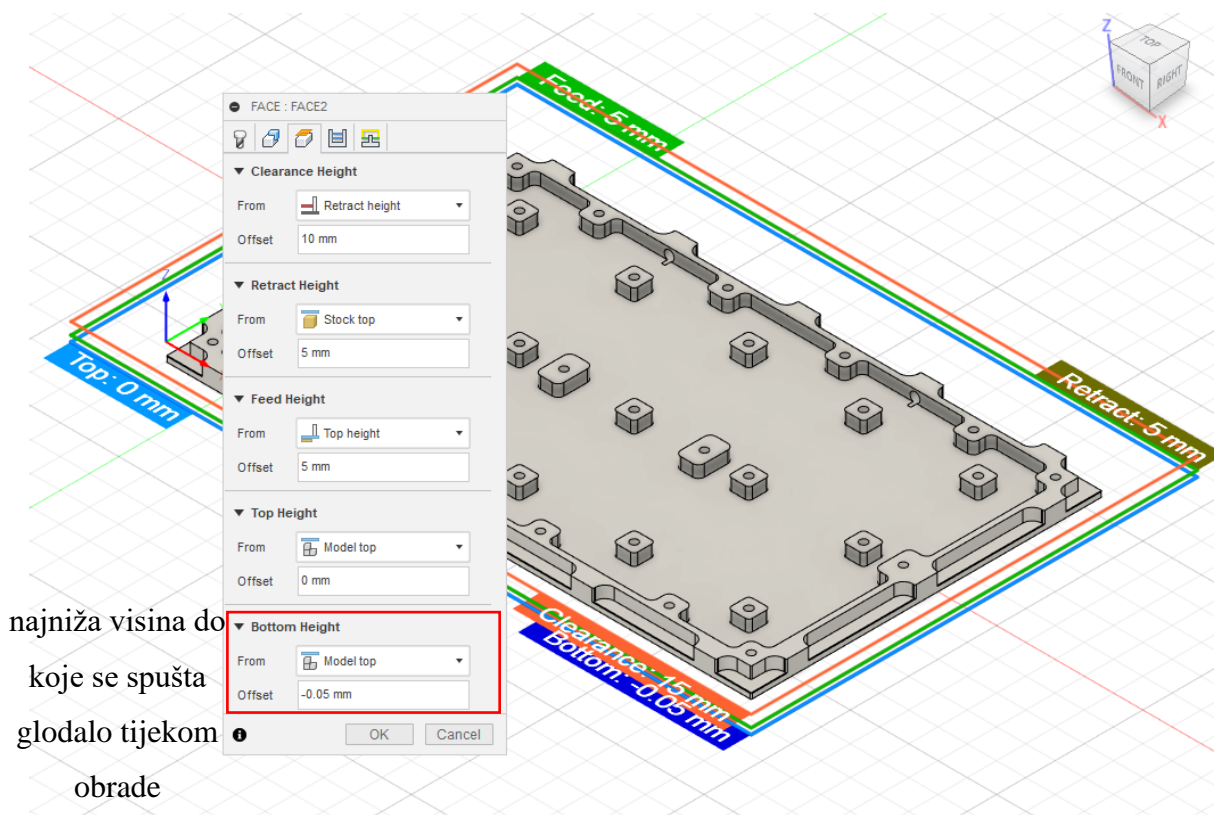 Z
TOP
FRONT
RIGHT
X
Feed: 5 mm
FACE : FACE2
Clearance Height
From Retract height
Offset 10 mm
Retract Height
From Stock top
Offset 5 mm
Feed Height
From Top height
Offset 5 mm
Top Height
From Model top
Offset 0 mm
Bottom Height
From Model top
Offset -0.05 mm
OK Cancel
Z
Top: 0 mm
Retract: 5 mm
Clearance: 15 mm
Bottom: -0.05 mm
najniža visina do
koje se spušta
glodalo tijekom
obrade